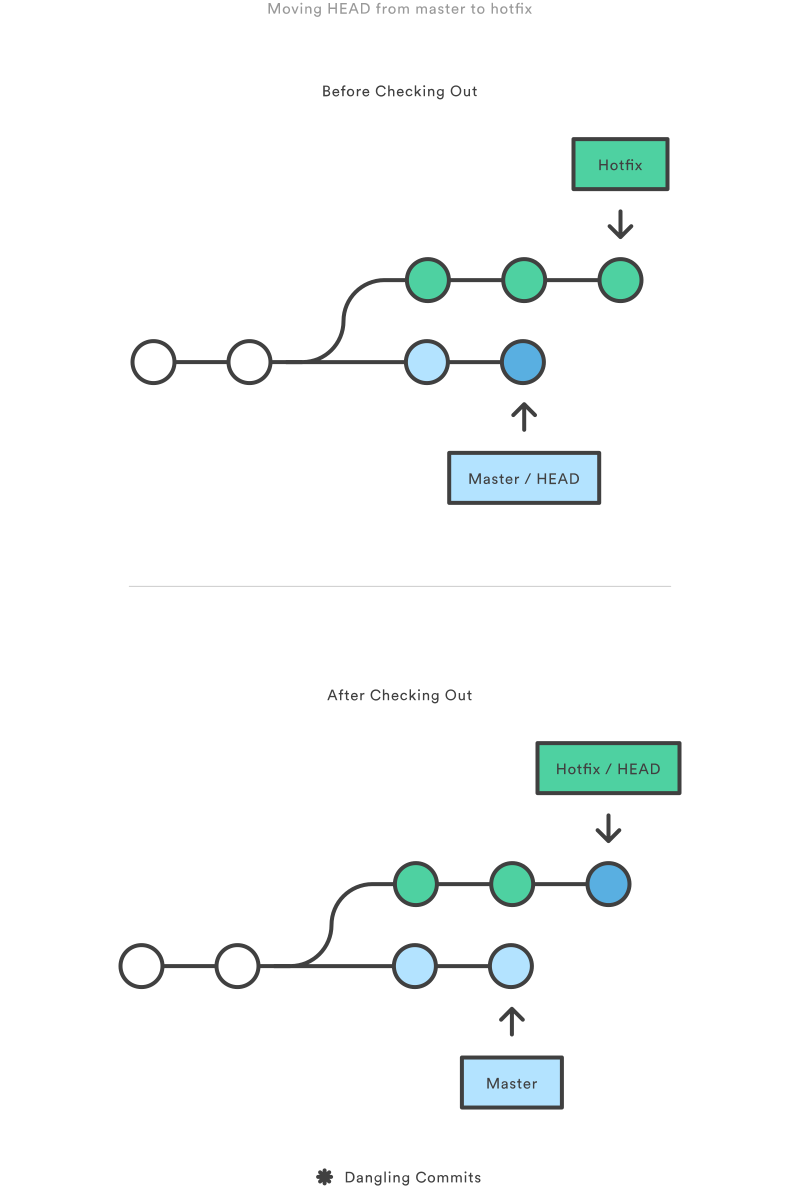 Moving HEAD from master to hotfix
Before Checking Out
Hotfix
Master / HEAD
After Checking Out
Hotfix / HEAD
Master
Dangling Commits